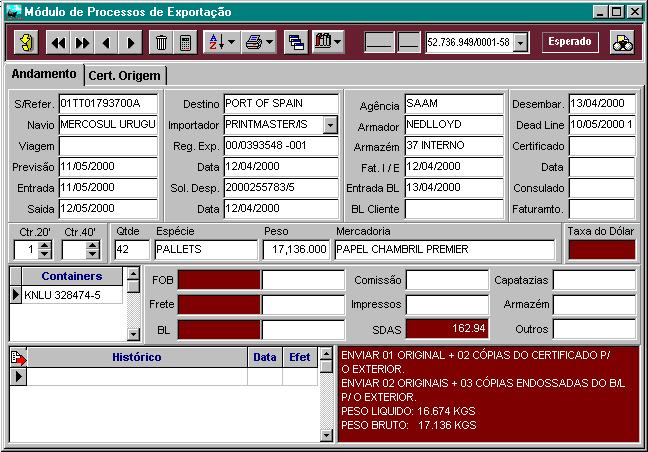 Módulo de Processos de Exportação
52.736.949/0001-58
Esperado
Andamento Cert. Origem
S/Refer. 01TT01793700A Destino PORT OF SPAIN Agência SAAM Desembar. 13/04/2000
Navio MERCOSUL URUGU Importador PRINTMASTER/IS Armador NEDLLOYD Dead Line 10/05/2000 1
Viagem Reg. Exp. 00/0393548 -001 Armazém 37 INTERNO Certificado
Previsão 11/05/2000 Data 12/04/2000 Fat. I / E 12/04/2000 Data
Entrada 11/05/2000 Sol. Desp. 2000255783/5 Entrada BL 13/04/2000 Consulado
Saida 12/05/2000 Data 12/04/2000 BL Cliente Faturamto.
Ctr.20' Ctr.40' Qtde Espécie Peso Mercadoria Taxa do Dólar
1 42 PALLETS 17,136.000 PAPEL CHAMBRIL PREMIER
Containers FOB Comissão Capatazias
KNLU 328474-5 Frete Impressos Armazém
BL SDAS 162.94 Outros
Histórico Data Efet
ENVIAR 01 ORIGINAL + 02 CÓPIAS DO CERTIFICADO P/
O EXTERIOR.
ENVIAR 02 ORIGINAIS + 03 CÓPIAS ENDOSSADAS DO B/L
P/ O EXTERIOR.
PESO LIQUIDO: 16.674 KGS
PESO BRUTO: 17.136 KGS